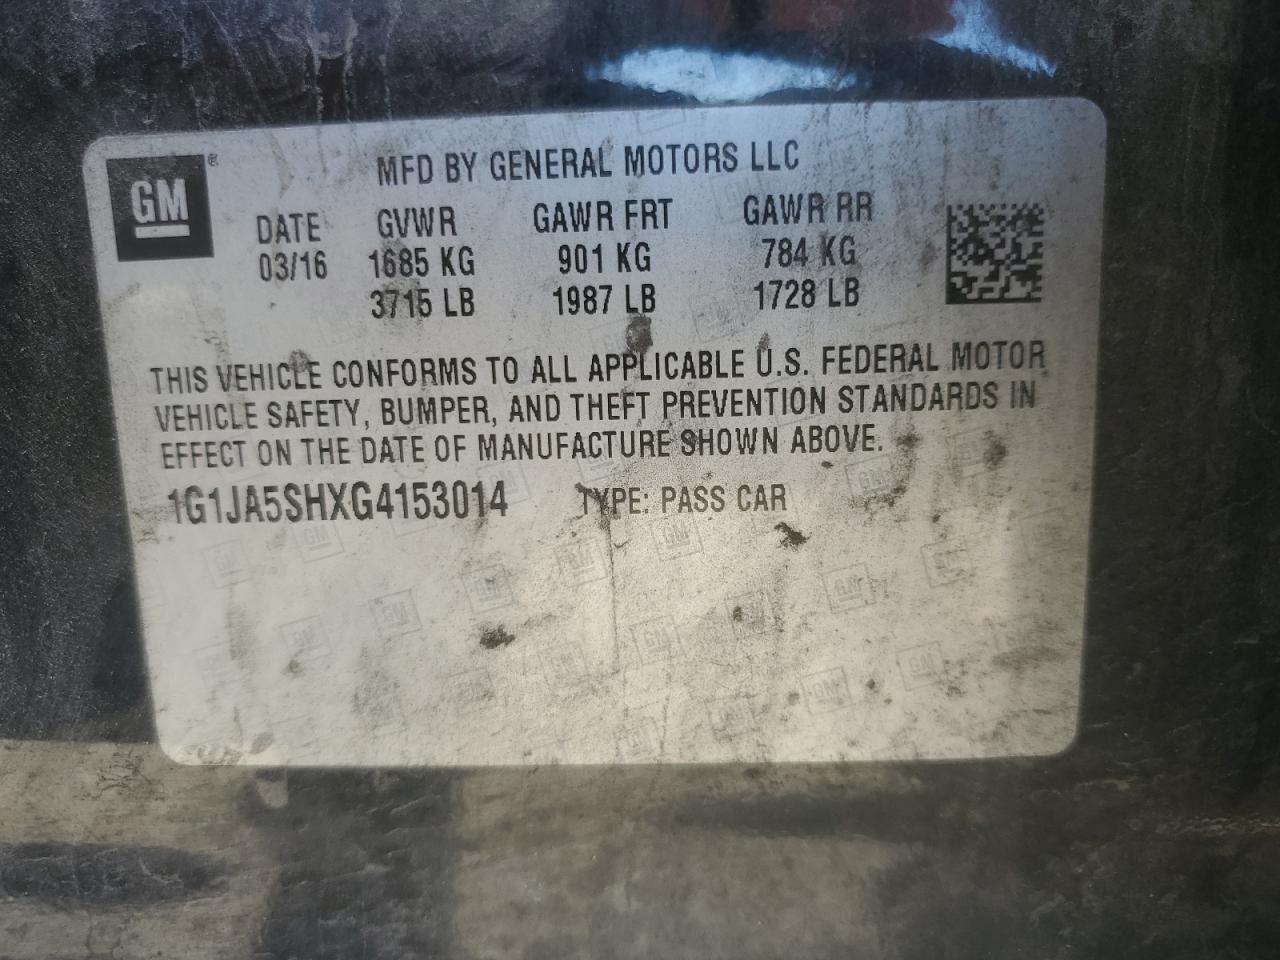 GM®
MFD BY GENERAL MOTORS LLC
DATE GVWR GAWR FRT GAWR RR
03/16 1685 KG 901 KG 784 KG
3715 LB 1987 LB 1728 LB
THIS VEHICLE CONFORMS TO ALL APPLICABLE U.S. FEDERAL MOTOR
VEHICLE SAFETY, BUMPER, AND THEFT PREVENTION STANDARDS IN
EFFECT ON THE DATE OF MANUFACTURE SHOWN ABOVE.
1G1JA5SHXG4153014 TYPE: PASS CAR